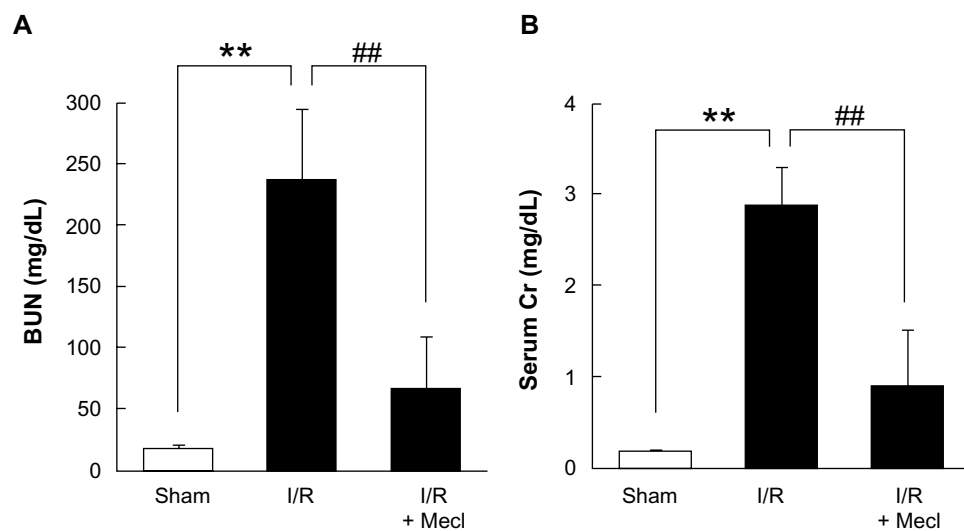 A
** ##
BUN (mg/dL)
300
250
200
150
100
50
0
Sham I/R I/R
+ Mecl
B
** ##
Serum Cr (mg/dL)
4
3
2
1
0
Sham I/R I/R
+ Mecl